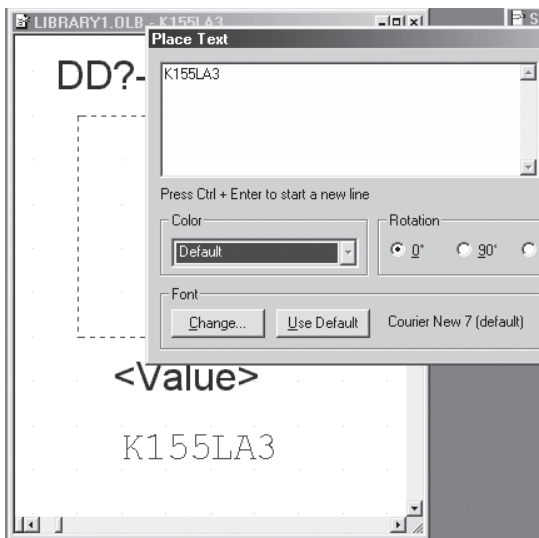 LIBRARY1.OLB - K155LA3
S
Place Text
DD?-
K155LA3
Press Ctrl + Enter to start a new line
Color
Rotation
Default
0°
90°
Font
Change...
Use Default
Courier New 7 (default)
<Value>
K155LA3